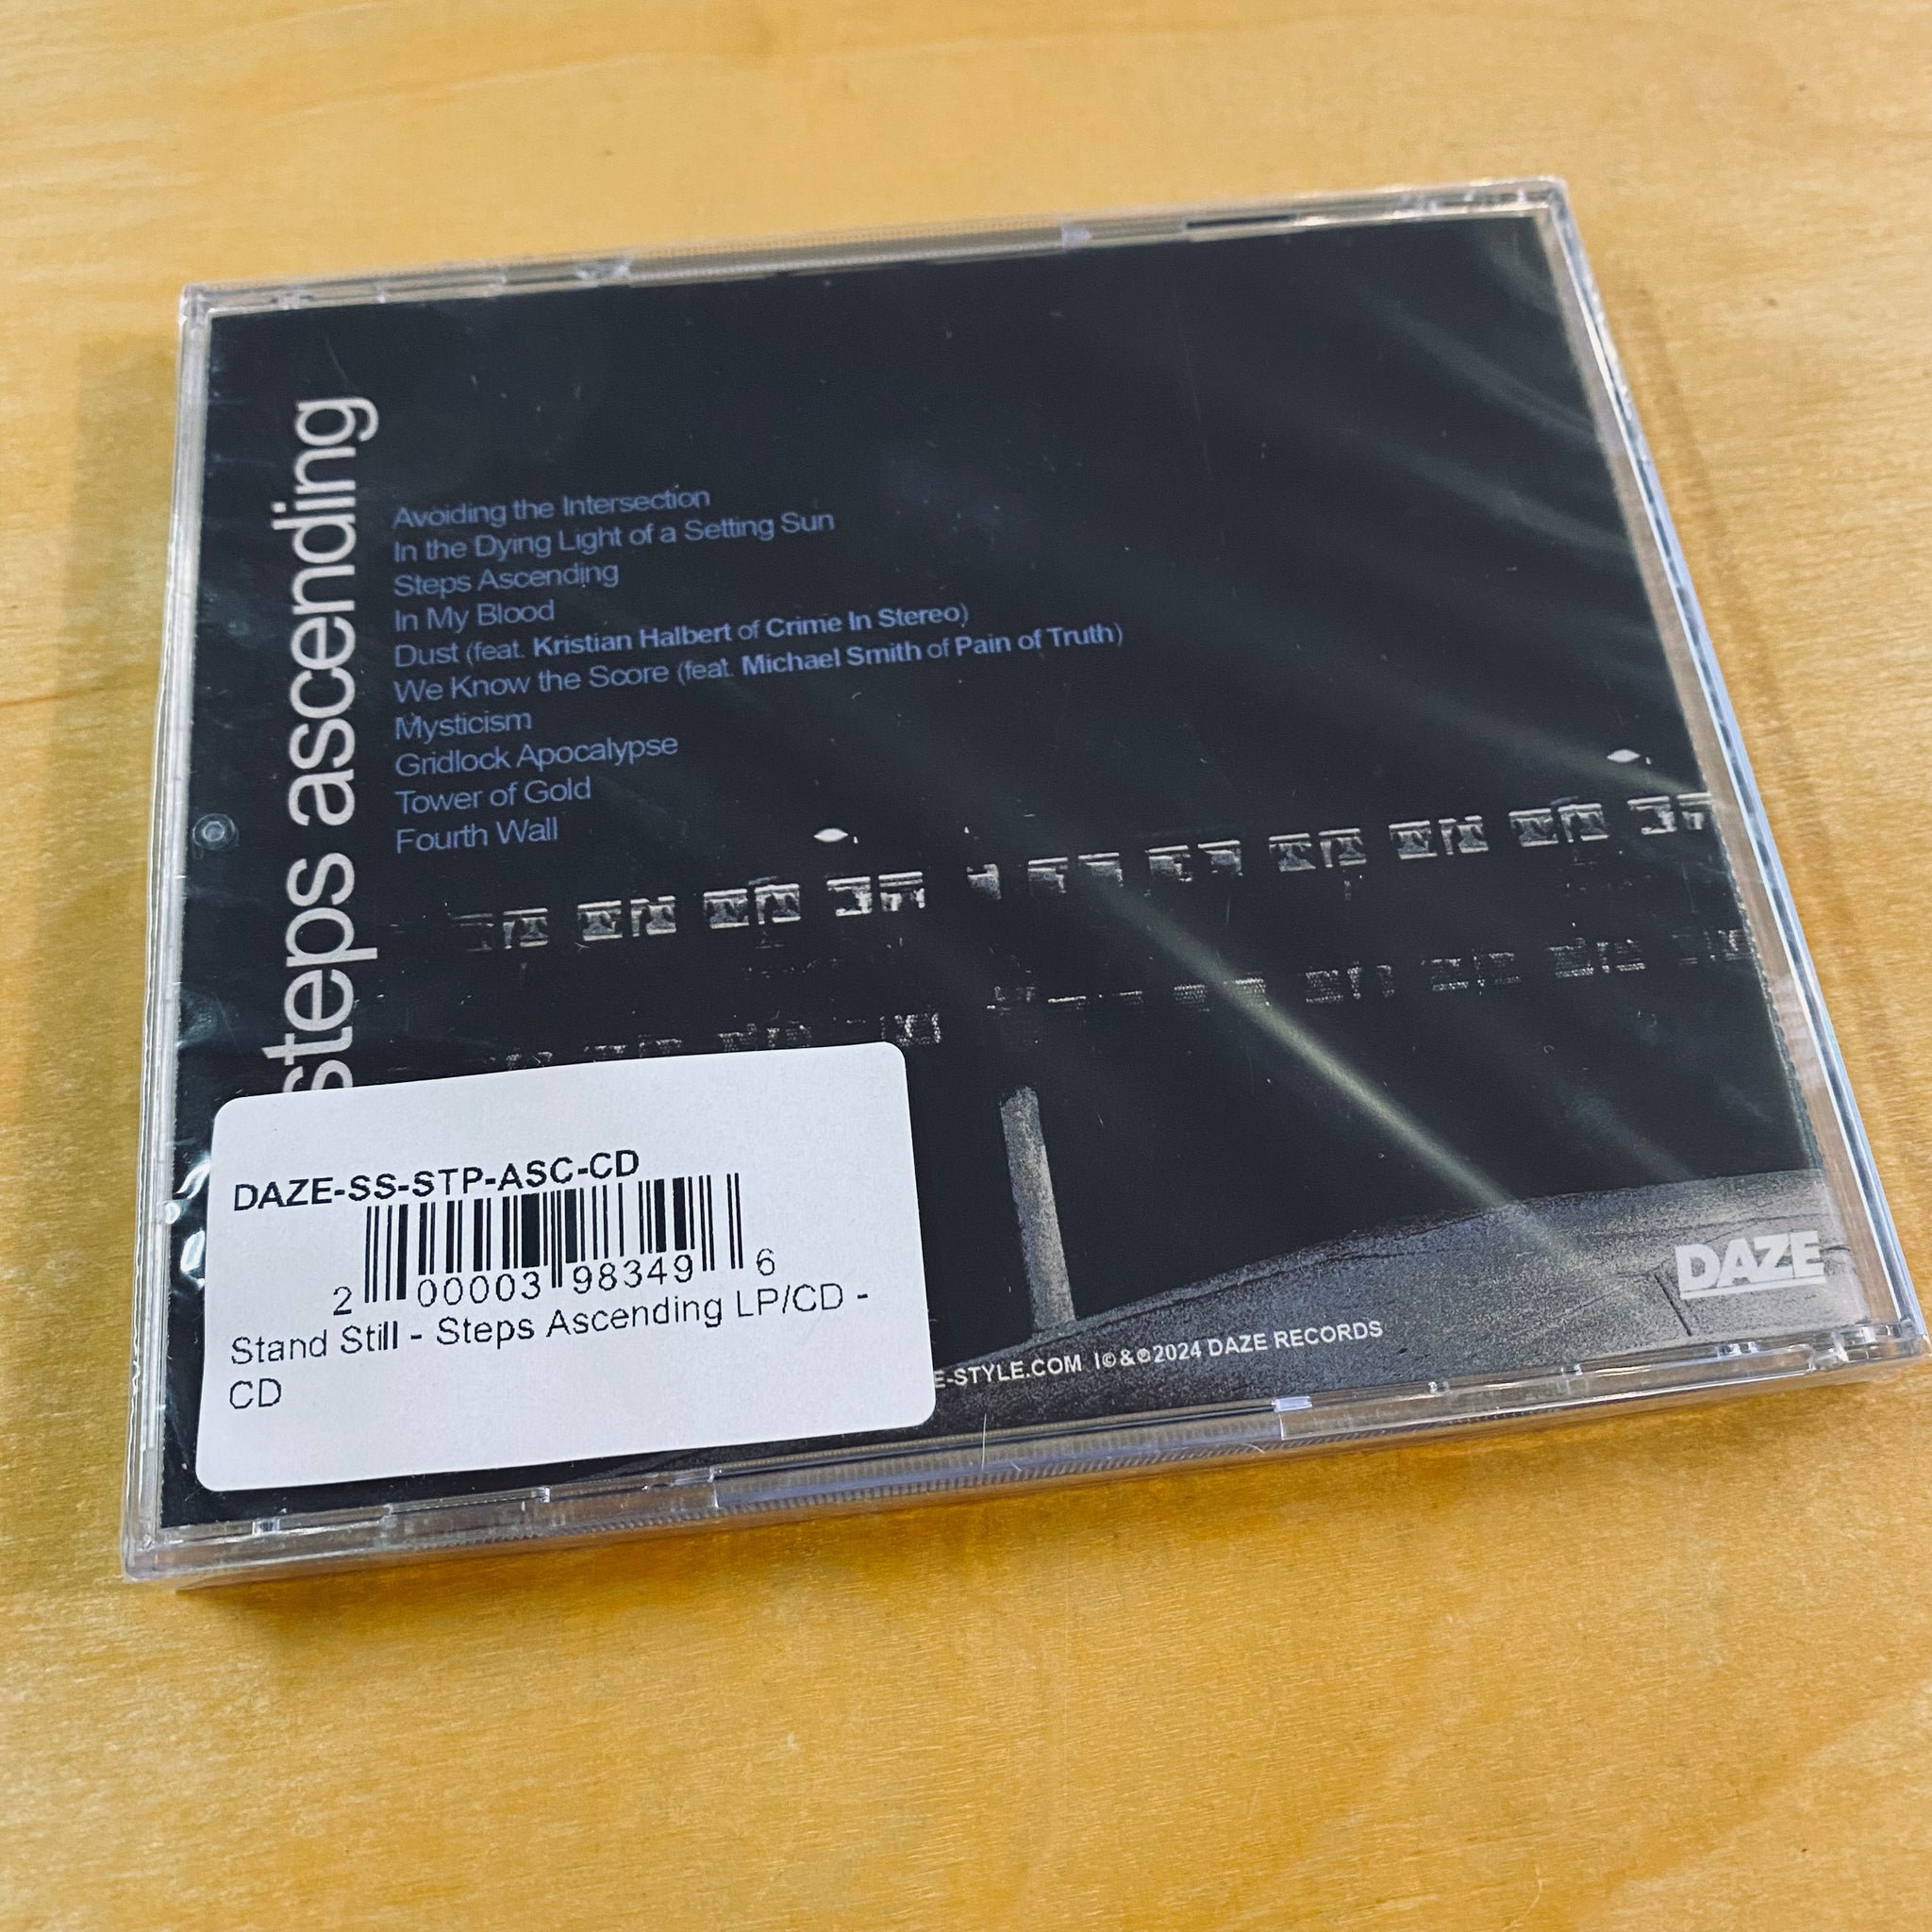 steps ascending
Avoiding the Intersection
In the Dying Light of a Setting Sun
Steps Ascending
In My Blood
Dust (feat. Kristian Halbert of Crime In Stereo)
We Know the Score (feat. Michael Smith of Pain of Truth)
Mysticism
Gridlock Apocalypse
Tower of Gold
Fourth Wall
DAZE-SS-STP-ASC-CD
2 00003 98349 6
Stand Still - Steps Ascending LP/CD -
CD
E-STYLE.COM I©&℗2024 DAZE RECORDS
DAZE